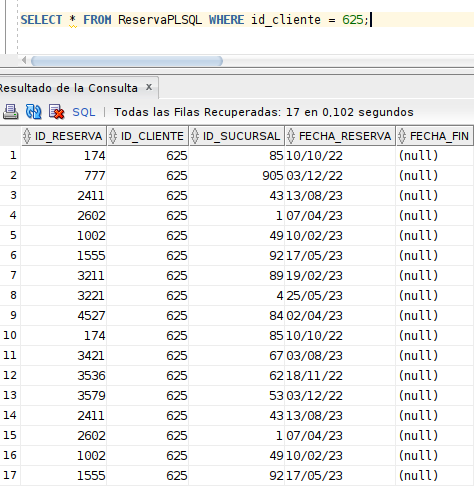 SELECT * FROM ReservaPLSQL WHERE id_cliente = 625;
Resultado de la Consulta x
SQL | Todas las Filas Recuperadas: 17 en 0,102 segundos
ID_RESERVA ID_CLIENTE ID_SUCURSAL FECHA_RESERVA FECHA_FIN
1 174 625 85 10/10/22 (null)
2 777 625 905 03/12/22 (null)
3 2411 625 43 13/08/23 (null)
4 2602 625 1 07/04/23 (null)
5 1002 625 49 10/02/23 (null)
6 1555 625 92 17/05/23 (null)
7 3211 625 89 19/02/23 (null)
8 3221 625 4 25/05/23 (null)
9 4527 625 84 02/04/23 (null)
10 174 625 85 10/10/22 (null)
11 3421 625 67 03/08/23 (null)
12 3536 625 62 18/11/22 (null)
13 3579 625 53 03/12/22 (null)
14 2411 625 43 13/08/23 (null)
15 2602 625 1 07/04/23 (null)
16 1002 625 49 10/02/23 (null)
17 1555 625 92 17/05/23 (null)